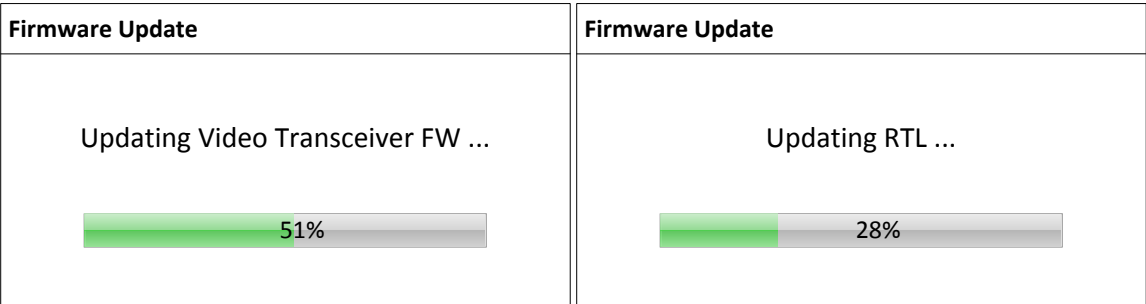 Firmware Update
Updating Video Transceiver FW ...
51%
Firmware Update
Updating RTL ...
28%